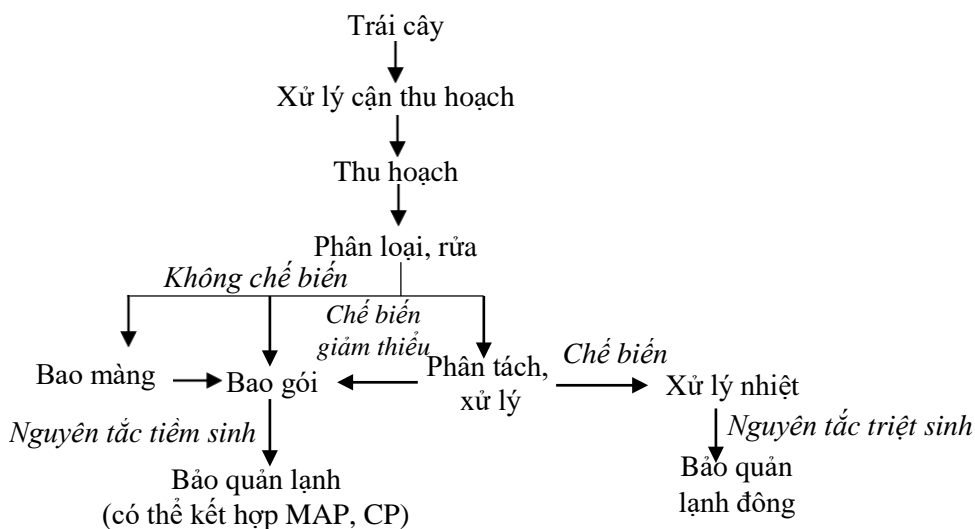 Trái cây
Xử lý cận thu hoạch
Thu hoạch
Phân loại, rửa
Không chế biến
Chế biến
giảm thiểu
Bao màng
Bao gói
Phân tách,
xử lý
Chế biến
Xử lý nhiệt
Nguyên tắc tiềm sinh
Nguyên tắc triệt sinh
Bảo quản lạnh
(có thể kết hợp MAP, CP)
Bảo quản
lạnh đông